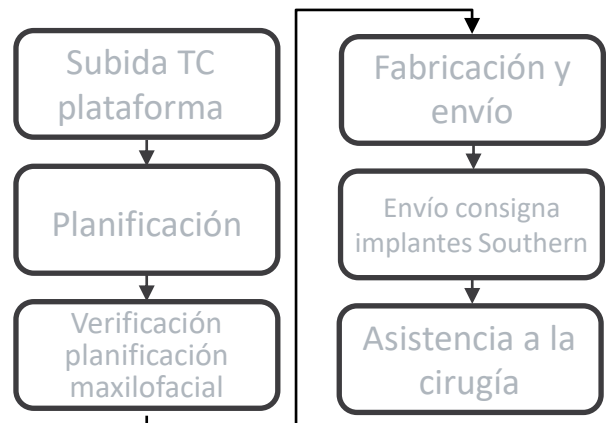 Subida TC
plataforma
Planificación
Verificación
planificación
maxilofacial
Fabricación y
envío
Envío consigna
implantes Southern
Asistencia a la
cirugía